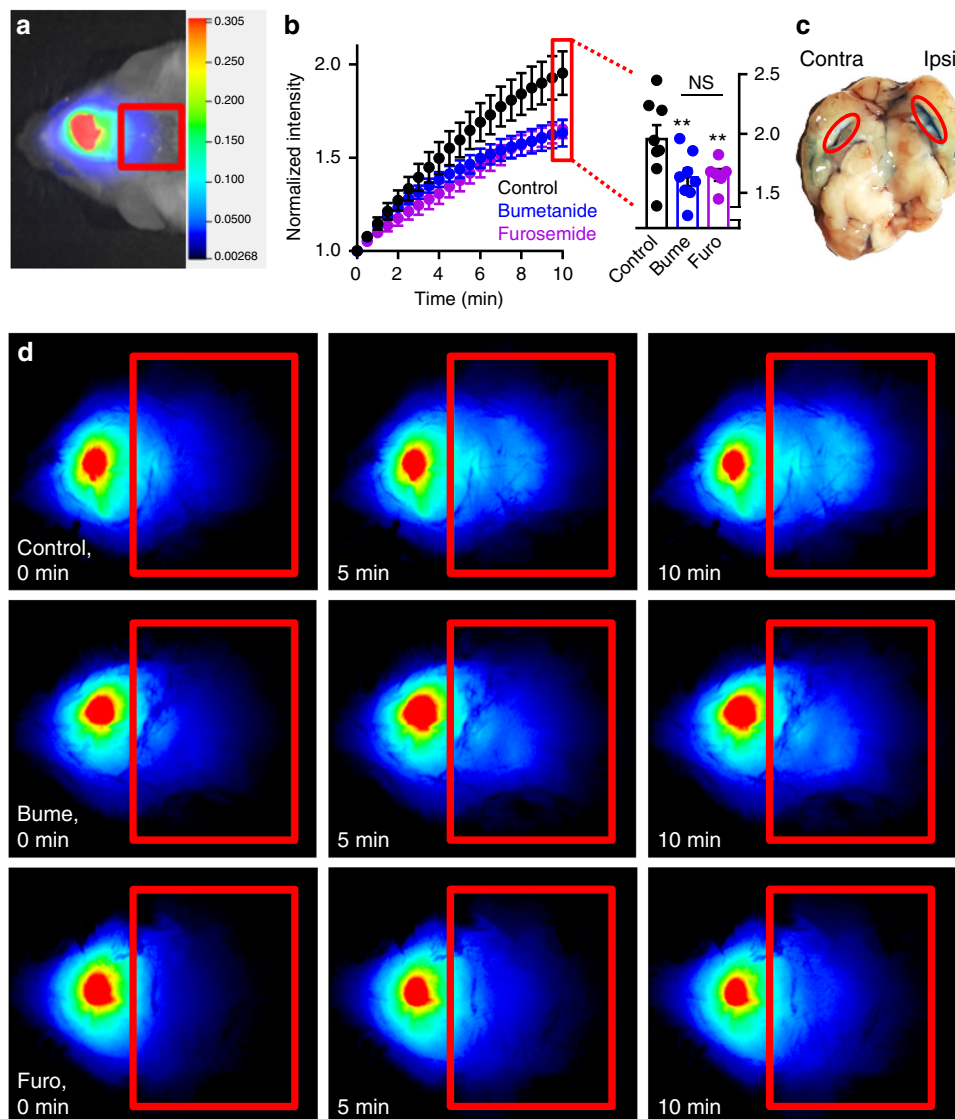 a
0.305
0.250
0.200
0.150
0.100
0.0500
0.00268
b
Normalized intensity
2.0
1.5
1.0
0
2
4
6
8
10
Time (min)
Control
Bumetanide
Furosemide
NS
**
**
2.5
2.0
1.5
Control
Bume
Furo
c
Contra
Ipsi
d
Control,
0 min
5 min
10 min
Bume,
0 min
5 min
10 min
Furo,
0 min
5 min
10 min